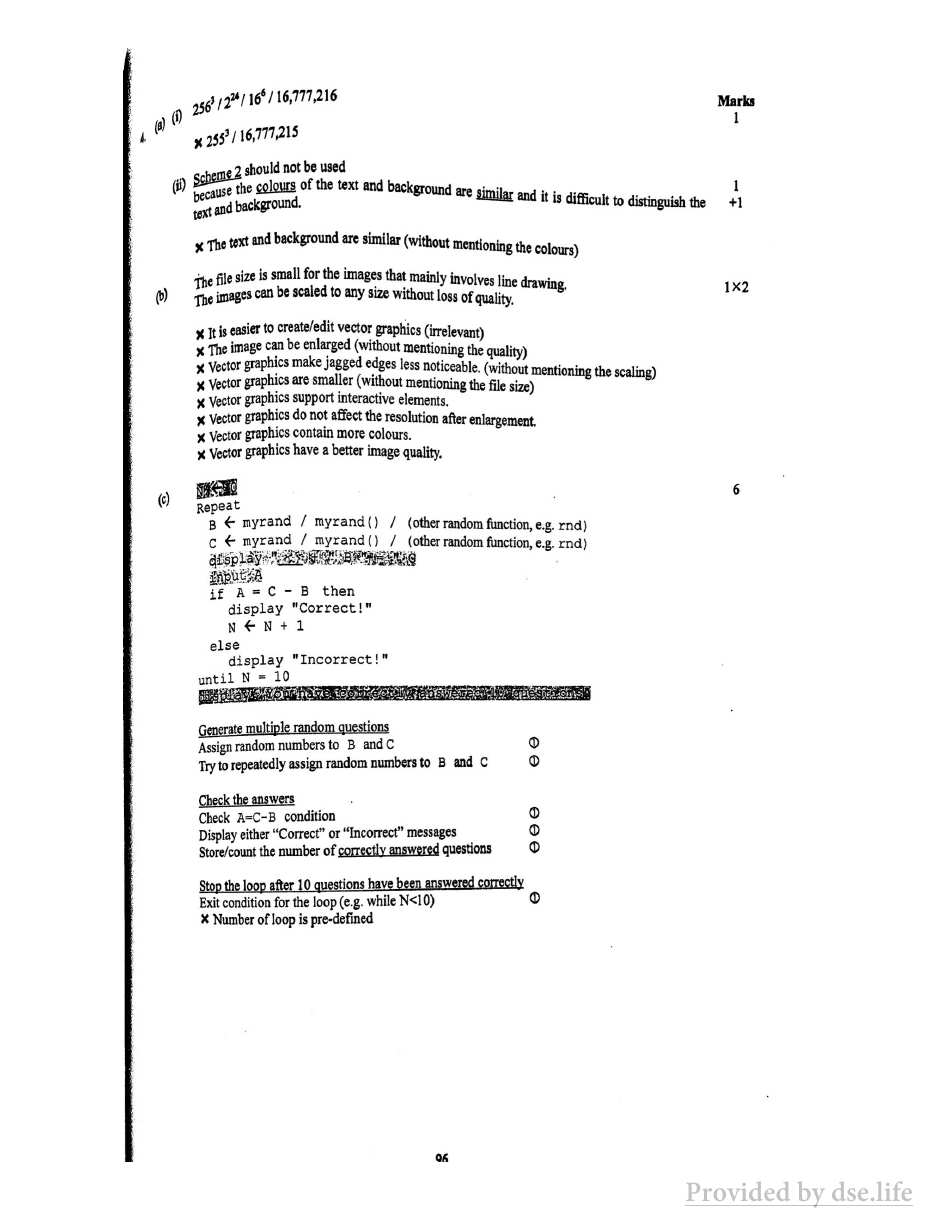 Marks
4. (a) (i) 256³ / 2²⁴ / 16⁶ / 16,777,216 1
✗ 255³ / 16,777,215
(ii) Scheme 2 should not be used 1
because the colours of the text and background are similar and it is difficult to distinguish the +1
text and background.
✗ The text and background are similar (without mentioning the colours)
(b) The file size is small for the images that mainly involves line drawing. 1×2
The images can be scaled to any size without loss of quality.
✗ It is easier to create/edit vector graphics (irrelevant)
✗ The image can be enlarged (without mentioning the quality)
✗ Vector graphics make jagged edges less noticeable. (without mentioning the scaling)
✗ Vector graphics are smaller (without mentioning the file size)
✗ Vector graphics support interactive elements.
✗ Vector graphics do not affect the resolution after enlargement.
✗ Vector graphics contain more colours.
✗ Vector graphics have a better image quality.
(c) 6
Repeat
B ← myrand / myrand() / (other random function, e.g. rnd)
C ← myrand / myrand() / (other random function, e.g. rnd)
display
input A
if A = C - B then
display "Correct!"
N ← N + 1
else
display "Incorrect!"
until N = 10
Generate multiple random questions
Assign random numbers to B and C ①
Try to repeatedly assign random numbers to B and C ①
Check the answers
Check A=C-B condition ①
Display either “Correct” or “Incorrect” messages ①
Store/count the number of correctly answered questions ①
Stop the loop after 10 questions have been answered correctly
Exit condition for the loop (e.g. while N<10) ①
✗ Number of loop is pre-defined
96
Provided by dse.life